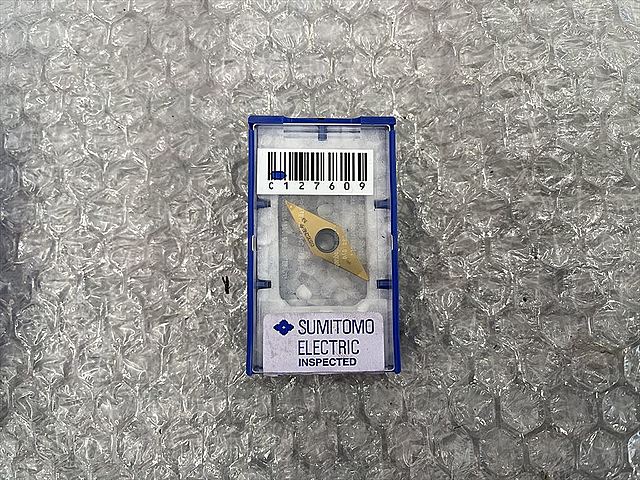 C127609
SUMITOMO
ELECTRIC
INSPECTED